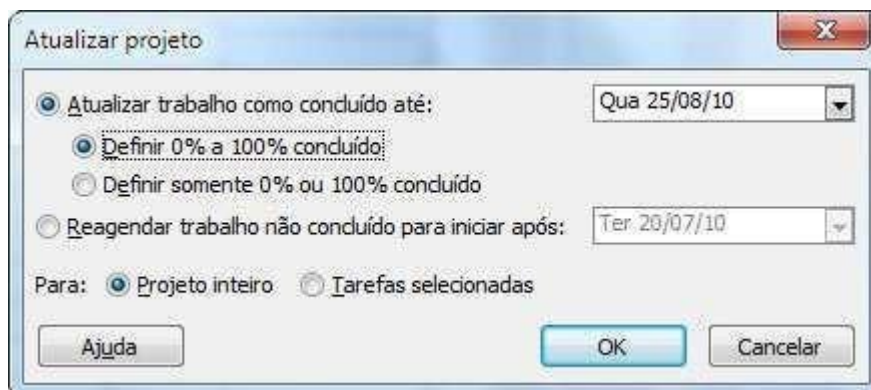 Atualizar projeto
Atualizar trabalho como concluído até: Qua 25/08/10
Definir 0% a 100% concluído
Definir somente 0% ou 100% concluído
Reagendar trabalho não concluído para iniciar após: Ter 20/07/10
Para: Projeto inteiro Tarefas selecionadas
Ajuda OK Cancelar